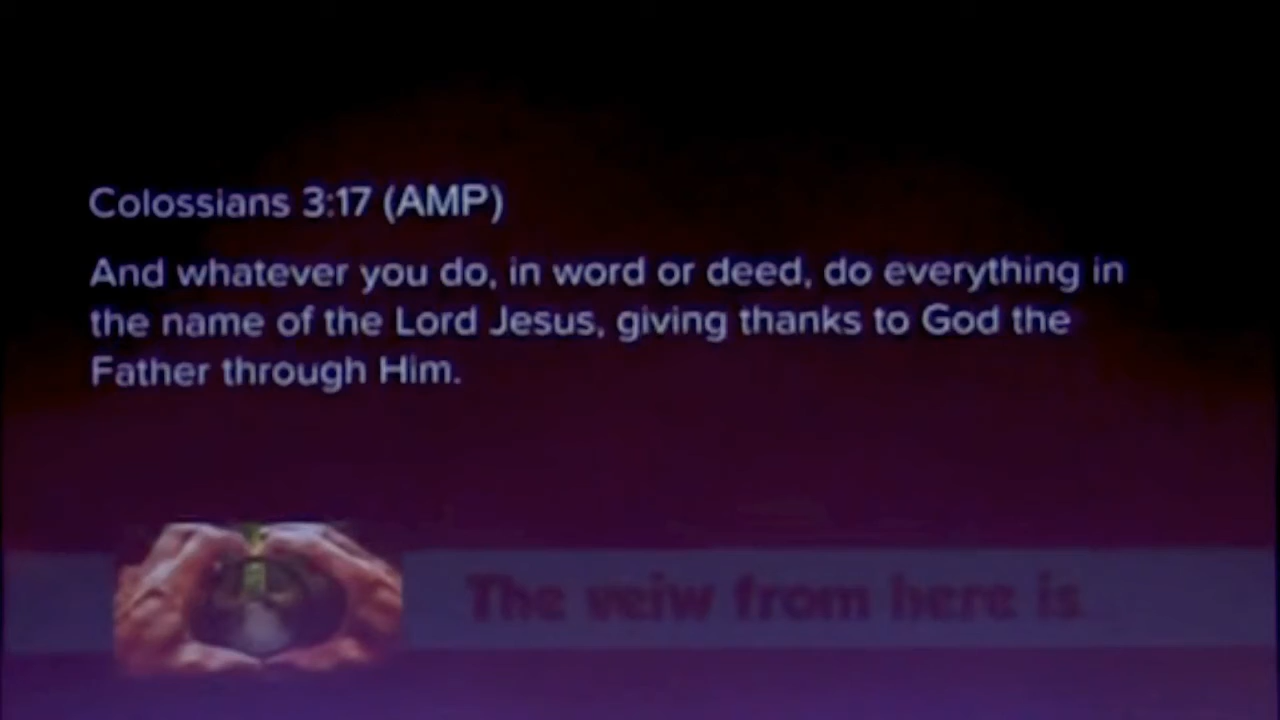 Colossians 3:17 (AMP)
And whatever you do, in word or deed, do everything in
the name of the Lord Jesus, giving thanks to God the
Father through Him.
The veiw from here is